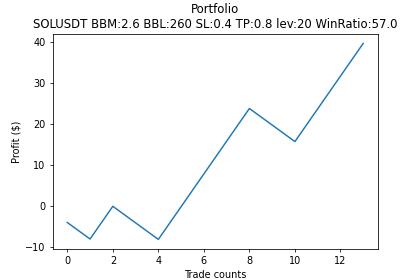 Portfolio
SOLUSDT BBM:2.6 BBL:260 SL:0.4 TP:0.8 lev:20 WinRatio:57.0
40
30
20
10
0
−10
Profit ($)
0 2 4 6 8 10 12
Trade counts